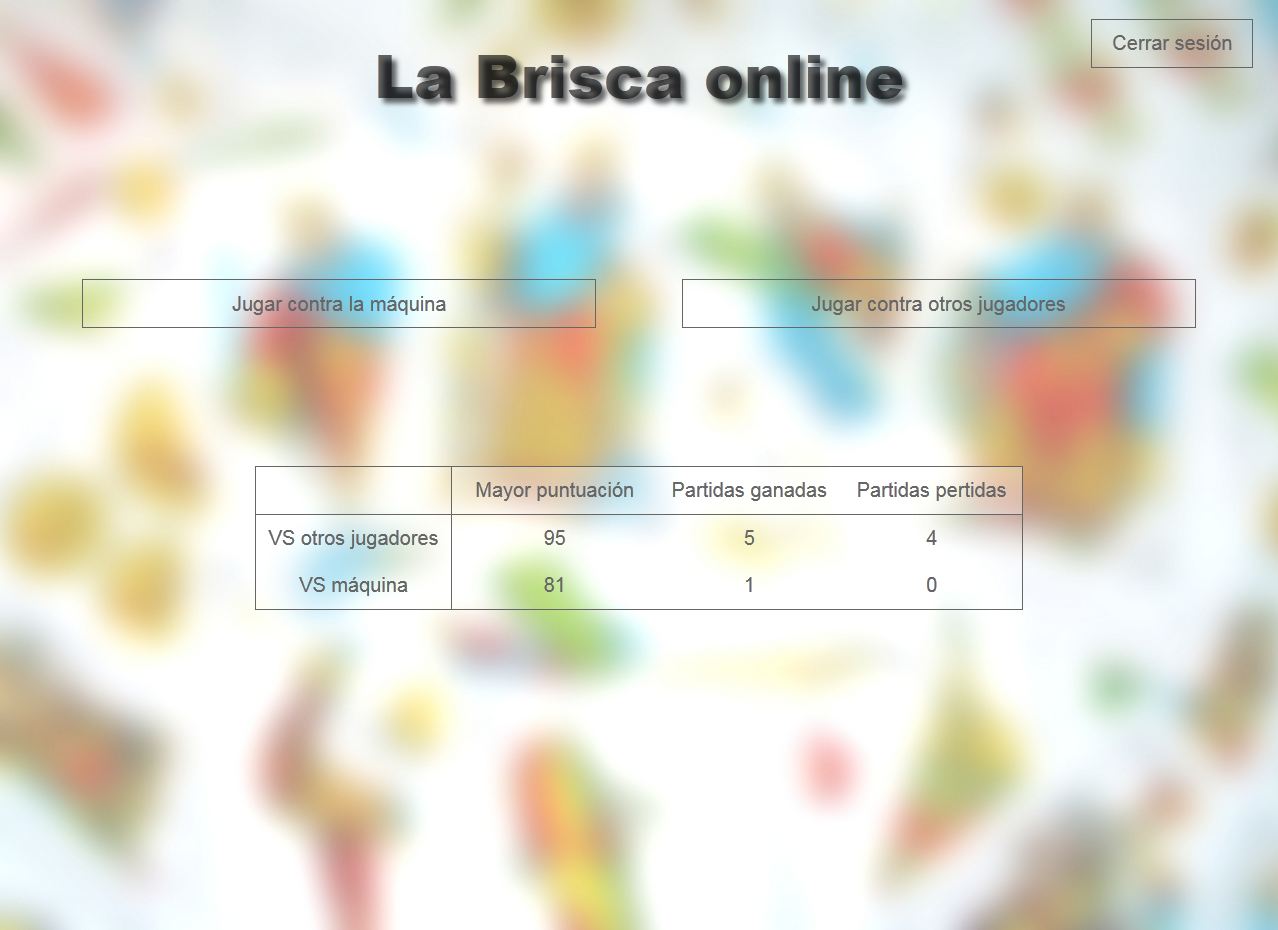 Cerrar sesión
La Brisca online
Jugar contra la máquina
Jugar contra otros jugadores
Mayor puntuación Partidas ganadas Partidas pertidas
VS otros jugadores 95 5 4
VS máquina 81 1 0